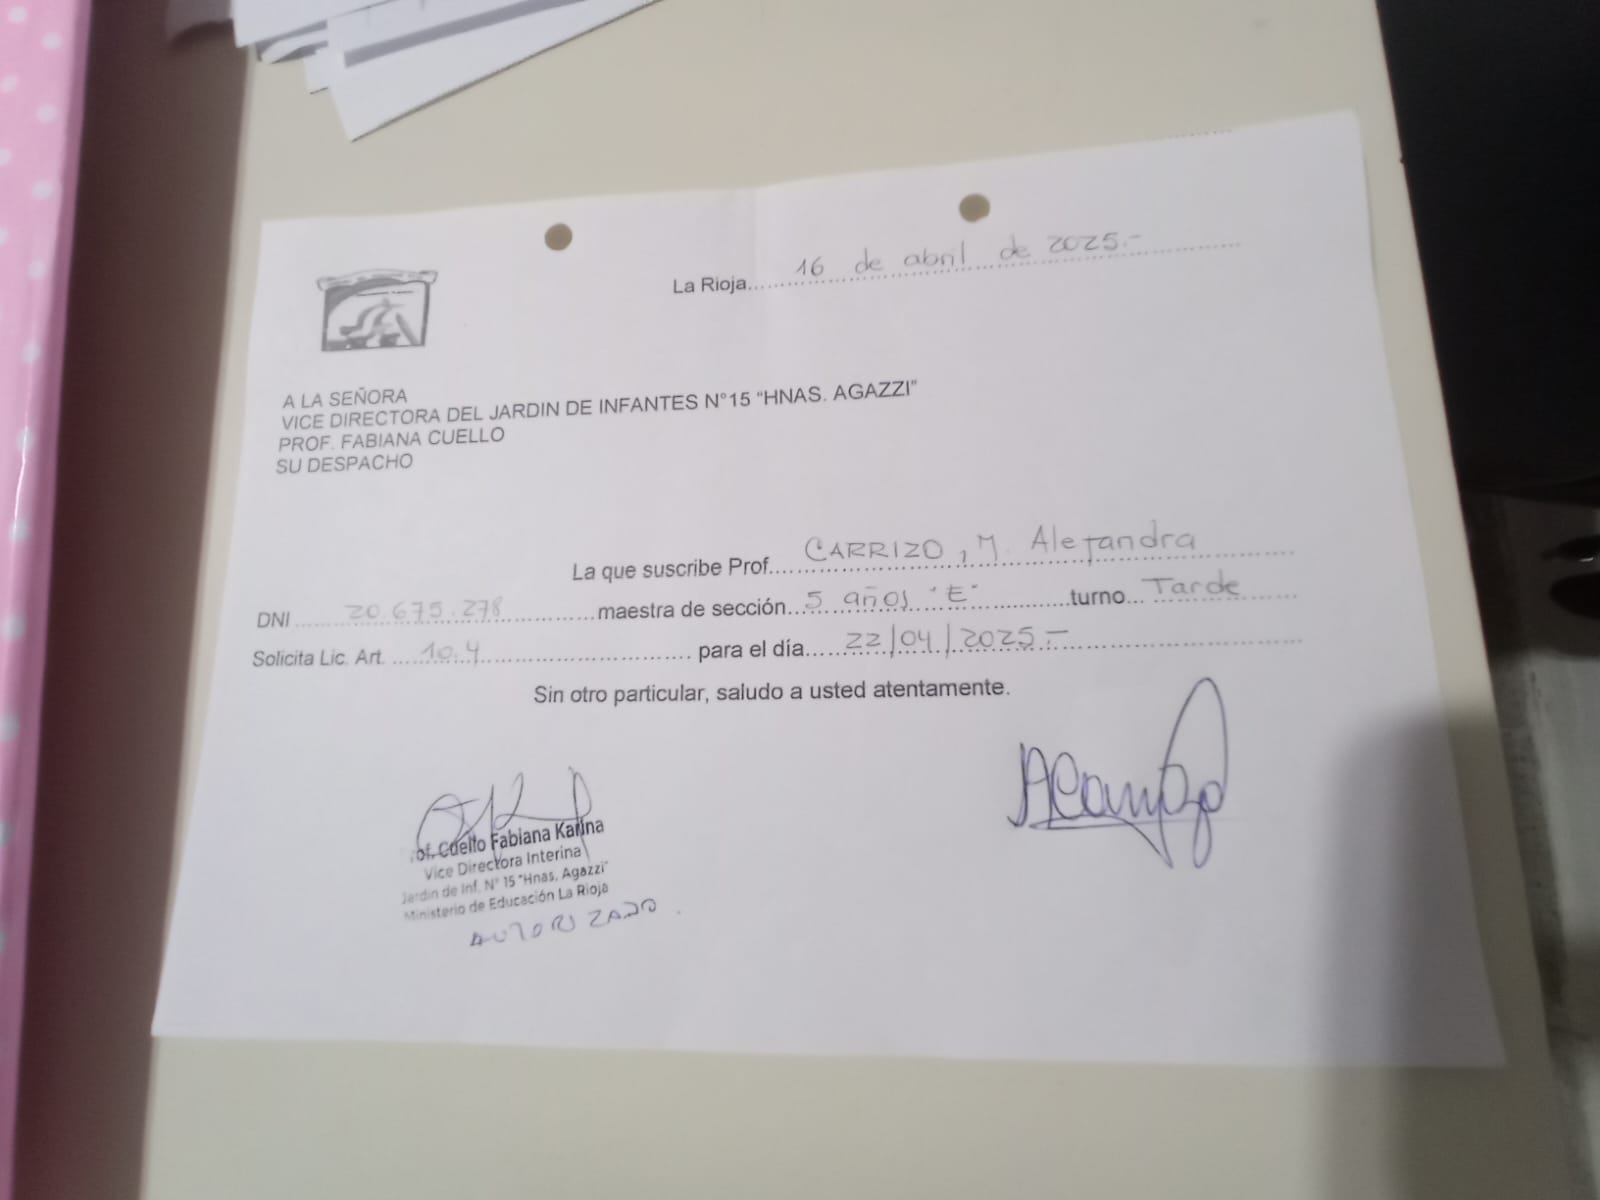 La Rioja 16 de abril de 2025.-
A LA SEÑORA
VICE DIRECTORA DEL JARDIN DE INFANTES N°15 "HNAS. AGAZZI"
PROF. FABIANA CUELLO
SU DESPACHO
La que suscribe Prof. CARRIZO, M. Alejandra
DNI 20.675.278 maestra de sección 5 años "E" turno Tarde
Solicita Lic. Art. 10.4 para el día 22/04/2025.-
Sin otro particular, saludo a usted atentamente.
of. Cuello Fabiana Karina
Vice Directora Interina
Jardin de Inf. N° 15 "Hnas. Agazzi"
Ministerio de Educación La Rioja
AUTORIZADO.